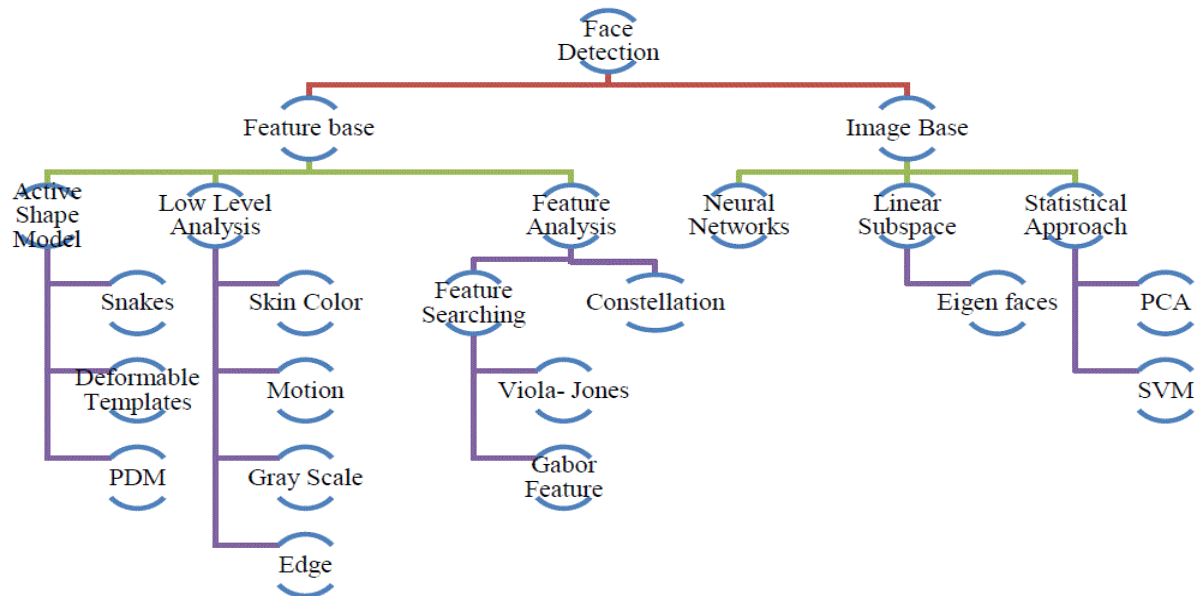 Face
Detection
Feature base
Image Base
Active
Shape
Model
Low Level
Analysis
Feature
Analysis
Neural
Networks
Linear
Subspace
Statistical
Approach
Snakes
Skin Color
Feature
Searching
Constellation
Eigen faces
PCA
Deformable
Templates
Motion
Viola- Jones
SVM
PDM
Gray Scale
Gabor
Feature
Edge